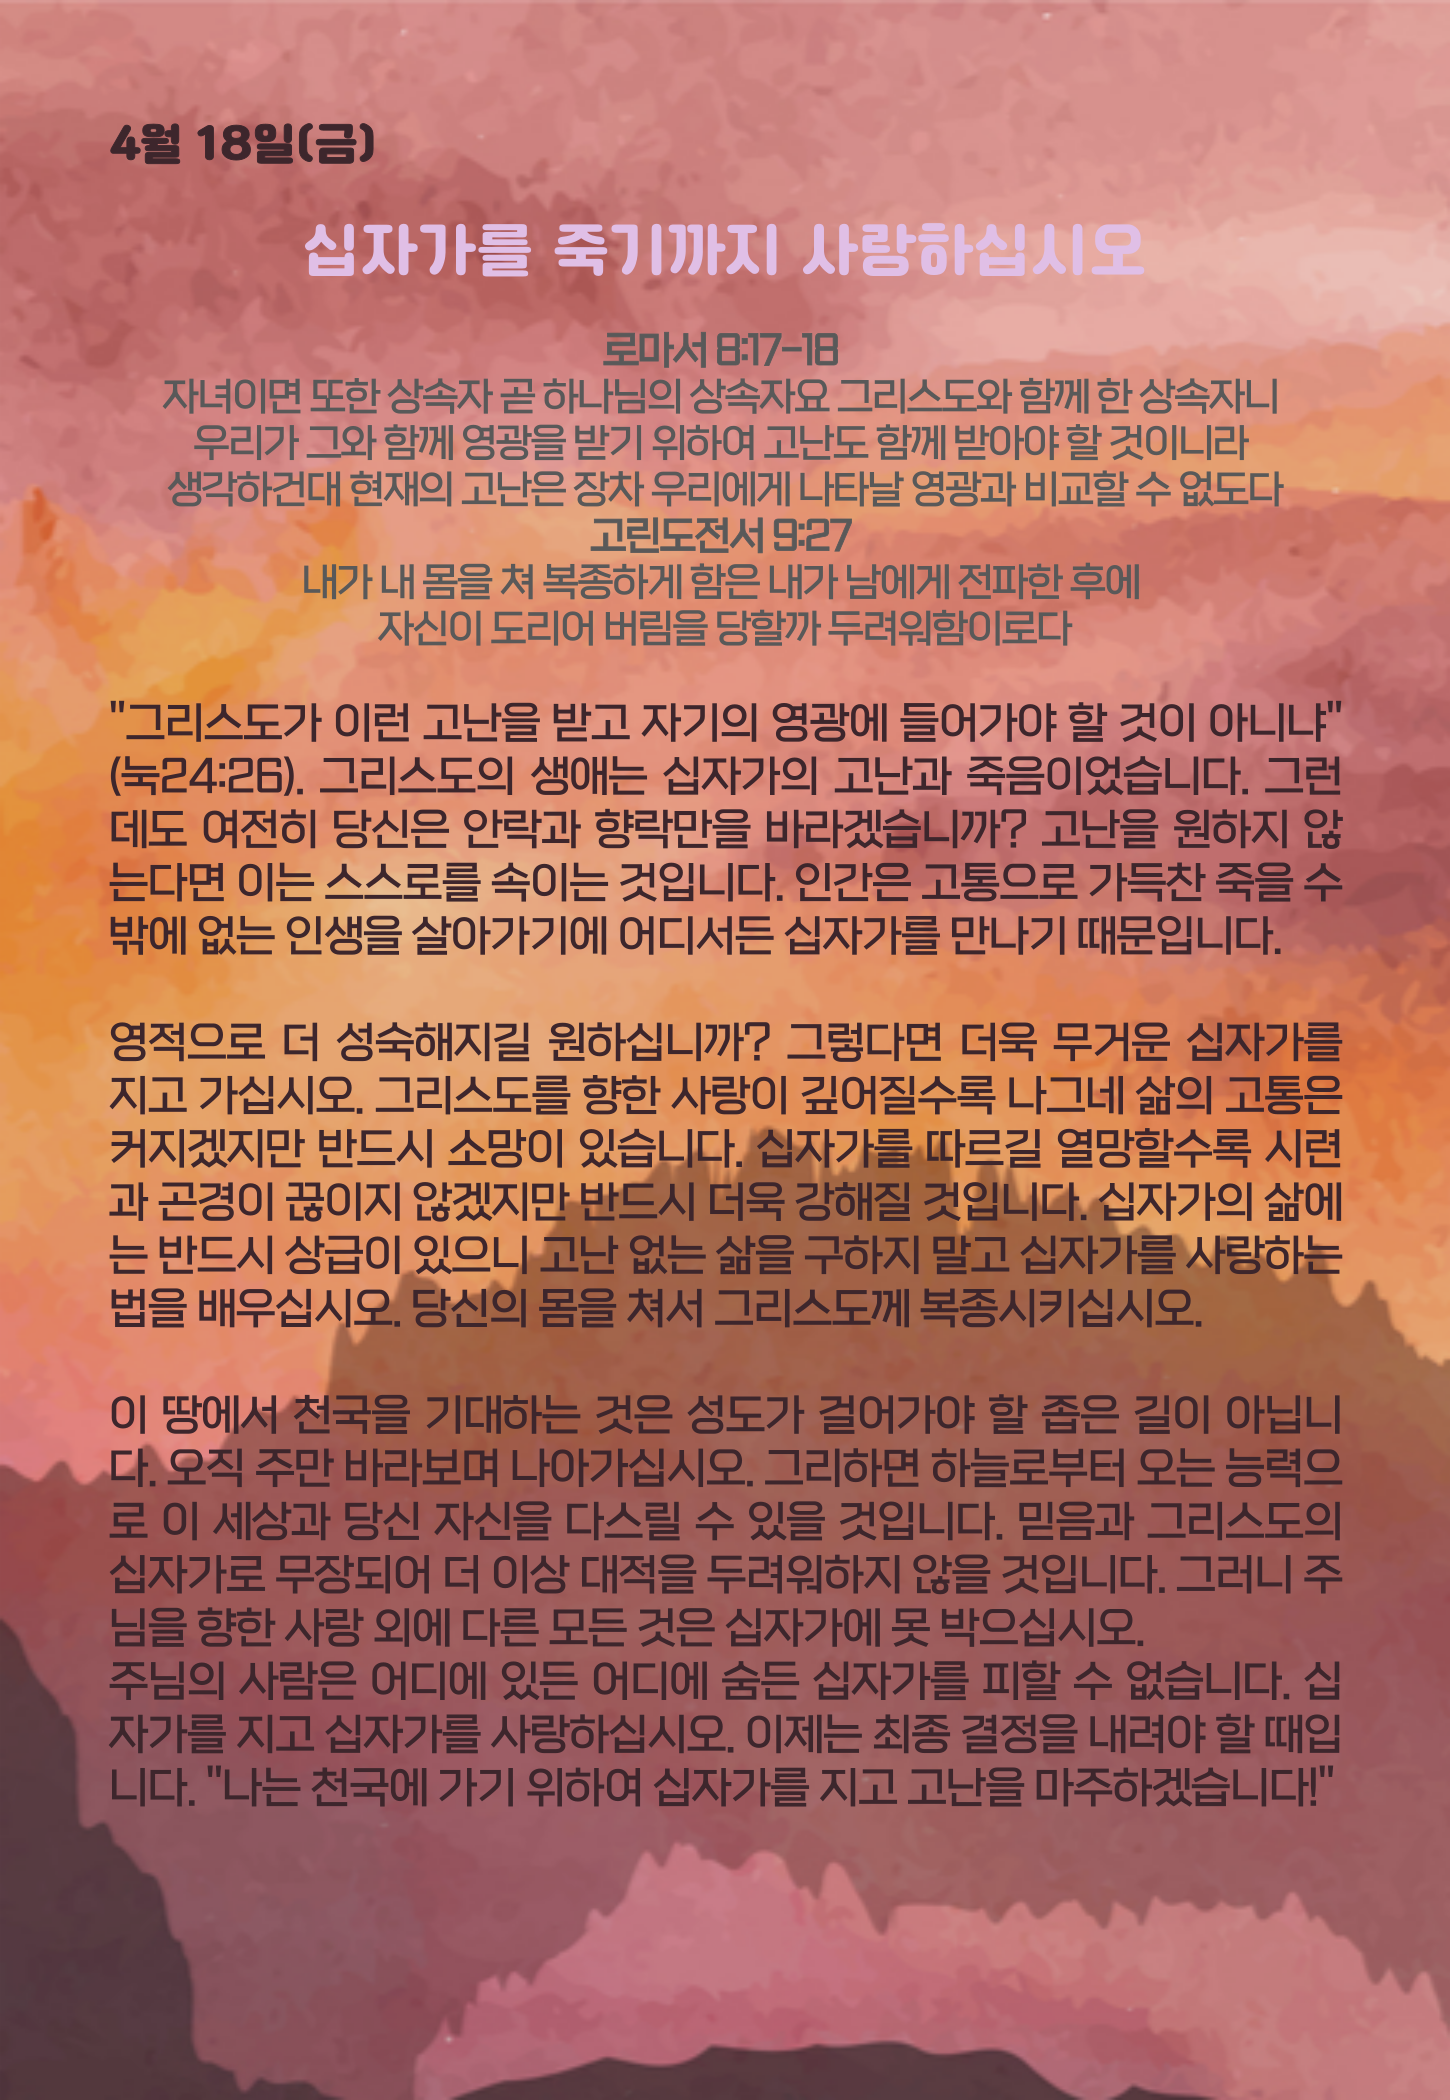 4월 18일(금)
십자가를 죽기까지 사랑하십시오
로마서 8:17-18
자녀이면 또한 상속자 곧 하나님의 상속자요 그리스도와 함께 한 상속자니
우리가 그와 함께 영광을 받기 위하여 고난도 함께 받아야 할 것이니라
생각하건대 현재의 고난은 장차 우리에게 나타날 영광과 비교할 수 없도다
고린도전서 9:27
내가 내 몸을 쳐 복종하게 함은 내가 남에게 전파한 후에
자신이 도리어 버림을 당할까 두려워함이로다
"그리스도가 이런 고난을 받고 자기의 영광에 들어가야 할 것이 아니냐"
(눅24:26). 그리스도의 생애는 십자가의 고난과 죽음이었습니다. 그런
데도 여전히 당신은 안락과 향락만을 바라겠습니까? 고난을 원하지 않
는다면 이는 스스로를 속이는 것입니다. 인간은 고통으로 가득찬 죽을 수
밖에 없는 인생을 살아가기에 어디서든 십자가를 만나기 때문입니다.
영적으로 더 성숙해지길 원하십니까? 그렇다면 더욱 무거운 십자가를
지고 가십시오. 그리스도를 향한 사랑이 깊어질수록 나그네 삶의 고통은
커지겠지만 반드시 소망이 있습니다. 십자가를 따르길 열망할수록 시련
과 곤경이 끊이지 않겠지만 반드시 더욱 강해질 것입니다. 십자가의 삶에
는 반드시 상급이 있으니 고난 없는 삶을 구하지 말고 십자가를 사랑하는
법을 배우십시오. 당신의 몸을 쳐서 그리스도께 복종시키십시오.
이 땅에서 천국을 기대하는 것은 성도가 걸어가야 할 좁은 길이 아닙니
다. 오직 주만 바라보며 나아가십시오. 그리하면 하늘로부터 오는 능력으
로 이 세상과 당신 자신을 다스릴 수 있을 것입니다. 믿음과 그리스도의
십자가로 무장되어 더 이상 대적을 두려워하지 않을 것입니다. 그러니 주
님을 향한 사랑 외에 다른 모든 것은 십자가에 못 박으십시오.
주님의 사람은 어디에 있든 어디에 숨든 십자가를 피할 수 없습니다. 십
자가를 지고 십자가를 사랑하십시오. 이제는 최종 결정을 내려야 할 때입
니다. "나는 천국에 가기 위하여 십자가를 지고 고난을 마주하겠습니다!"